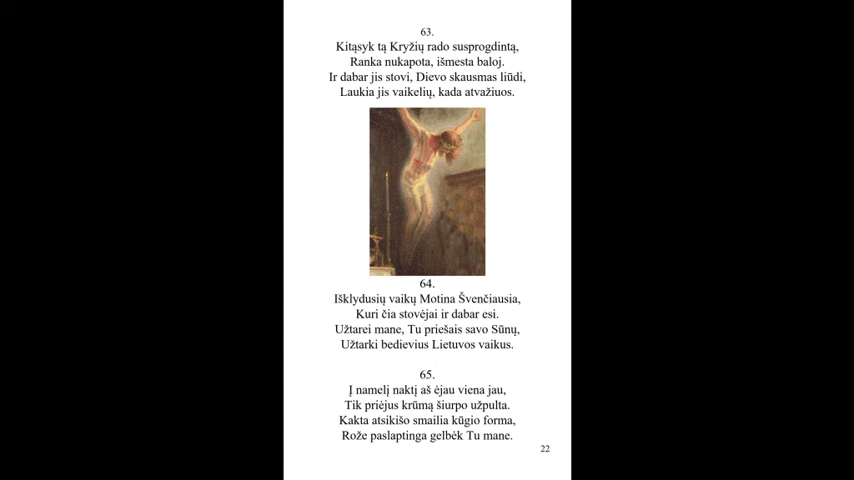 63.
Kitąsyk tą Kryžių rado susprogdintą,
Ranka nukapota, išmesta baloj.
Ir dabar jis stovi, Dievo skausmas liūdi,
Laukia jis vaikelių, kada atvažiuos.
64.
Išklydusių vaikų Motina Švenčiausia,
Kuri čia stovėjai ir dabar esi.
Užtarei mane, Tu priešais savo Sūnų,
Užtarki bedievius Lietuvos vaikus.
65.
Į namelį naktį aš ėjau viena jau,
Tik priėjus krūmą šiurpo užpulta.
Kakta atsikišo smailia kūgio forma,
Rože paslaptinga gelbėk Tu mane.
22